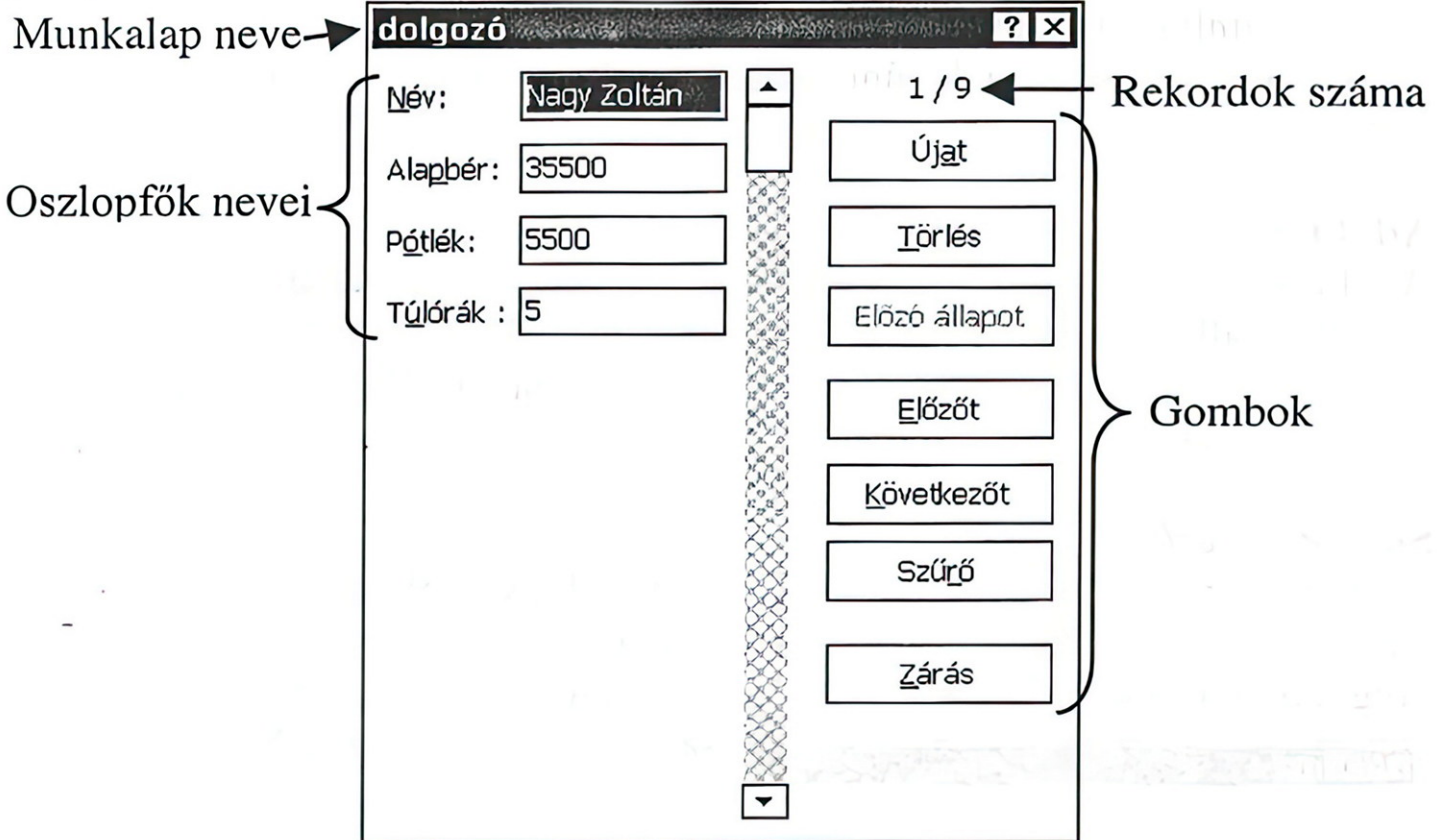 Munkalap neve
dolgozó ? ×
Név: Nagy Zoltán
1 / 9
Rekordok száma
Oszlopfők nevei
Alapbér: 35500
Pótlék: 5500
Túlórák : 5
Újat
Törlés
Előző állapot
Előzőt
Következőt
Szűrő
Zárás
Gombok